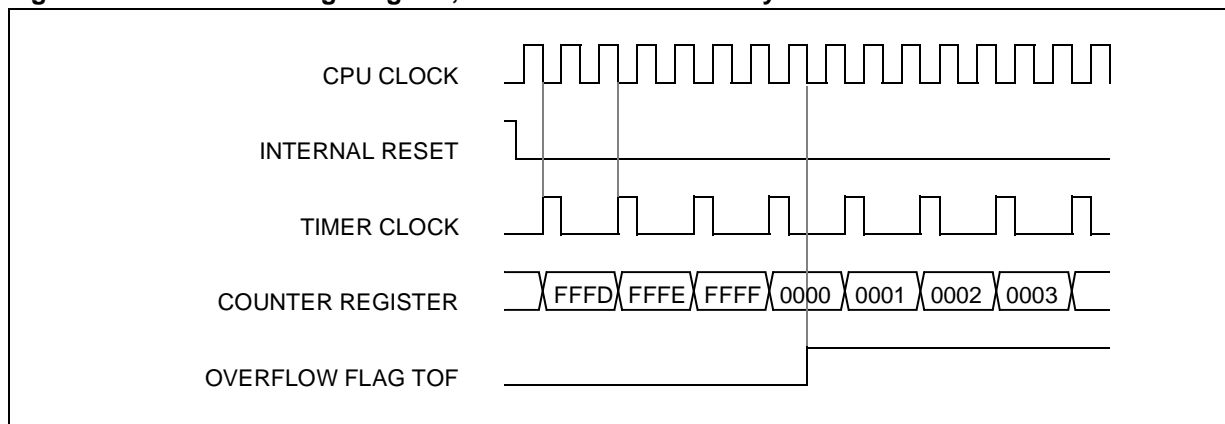 CPU CLOCK
INTERNAL RESET
TIMER CLOCK
COUNTER REGISTER FFFD FFFE FFFF 0000 0001 0002 0003
OVERFLOW FLAG TOF